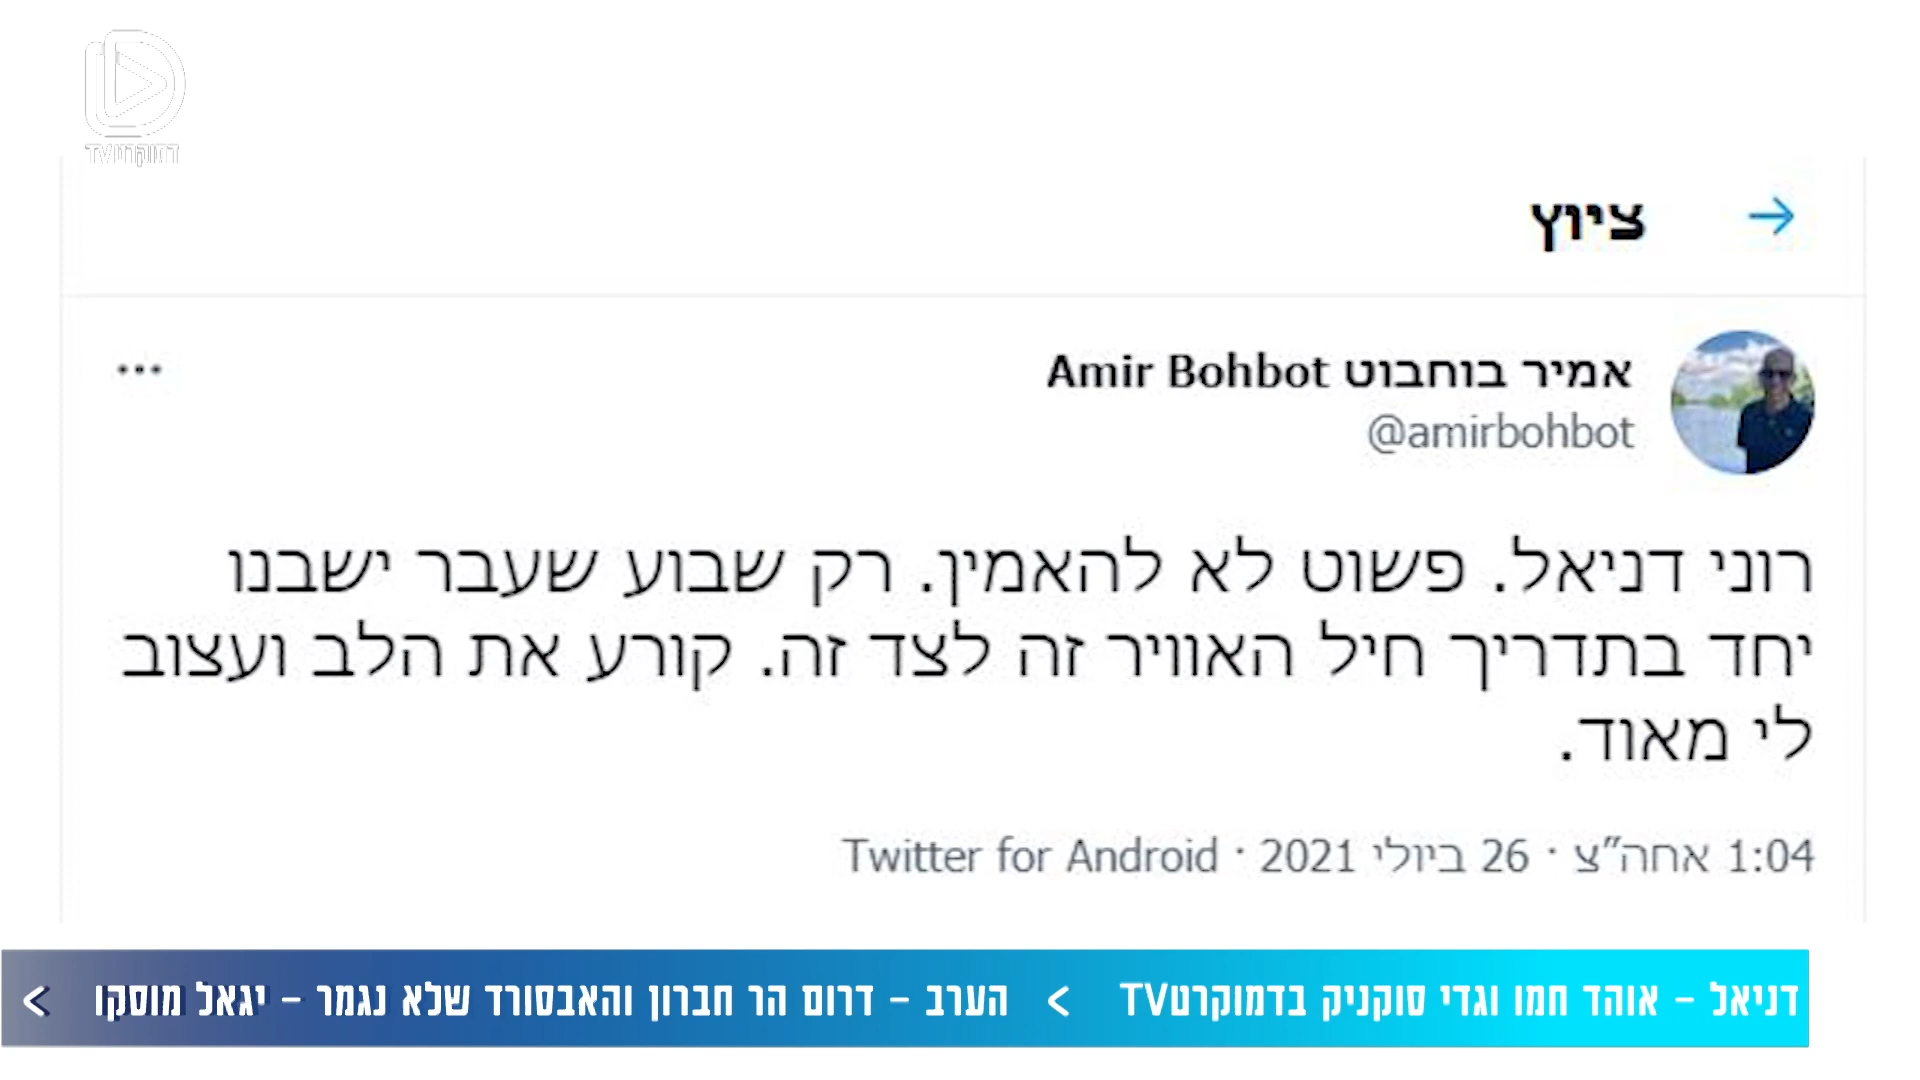 דמוקרטTV
ציוץ
אמיר בוחבוט Amir Bohbot
@amirbohbot
רוני דניאל. פשוט לא להאמין. רק שבוע שעבר ישבנו
יחד בתדריך חיל האוויר זה לצד זה. קורע את הלב ועצוב
לי מאוד.
1:04 אחה״צ · 26 ביולי 2021 · Twitter for Android
דניאל – אוהד חמו וגדי סוקניק בדמוקרטTV > הערב – דרום הר חברון והאבסורד שלא נגמר – יגאל מוסקו >